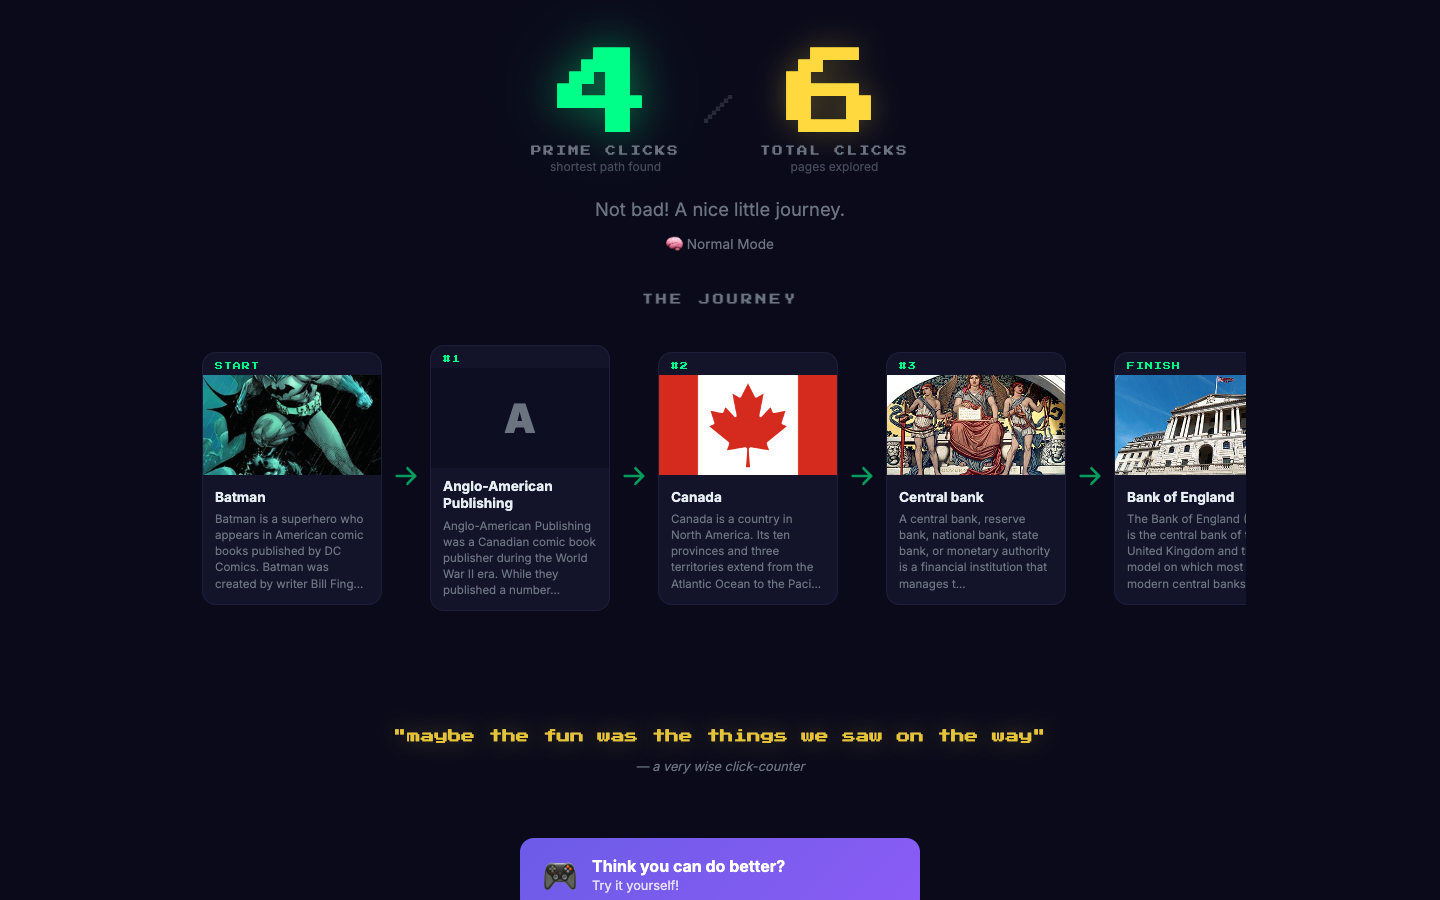 4
6
PRIME CLICKS
TOTAL CLICKS
shortest path found
pages explored
Not bad! A nice little journey.
Normal Mode
THE JOURNEY
START
Batman
Batman is a superhero who
appears in American comic
books published by DC
Comics. Batman was
created by writer Bill Fing...
#1
A
Anglo-American
Publishing
Anglo-American Publishing
was a Canadian comic book
publisher during the World
War II era. While they
published a number...
#2
Canada
Canada is a country in
North America. Its ten
provinces and three
territories extend from the
Atlantic Ocean to the Paci...
#3
Central bank
A central bank, reserve
bank, national bank, state
bank, or monetary authority
is a financial institution that
manages t...
FINISH
Bank of England
The Bank of England (
is the central bank of
United Kingdom and
model on which most
modern central banks
"maybe the fun was the things we saw on the way"
— a very wise click-counter
Think you can do better?
Try it yourself!